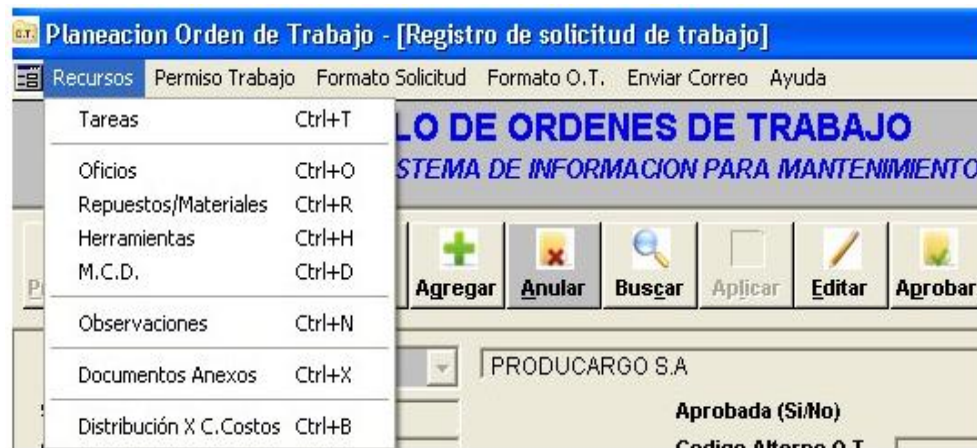 Planeacion Orden de Trabajo - [Registro de solicitud de trabajo]
Recursos Permiso Trabajo Formato Solicitud Formato O.T. Enviar Correo Ayuda
Tareas Ctrl+T
Oficios Ctrl+O
Repuestos/Materiales Ctrl+R
Herramientas Ctrl+H
M.C.D. Ctrl+D
Observaciones Ctrl+N
Documentos Anexos Ctrl+X
Distribución X C.Costos Ctrl+B
LO DE ORDENES DE TRABAJO
STEMA DE INFORMACION PARA MANTENIMIENTO
Agregar Anular Buscar Aplicar Editar Aprobar
PRODUCARGO S.A
Aprobada (Si/No)
Codigo Alterno O.T